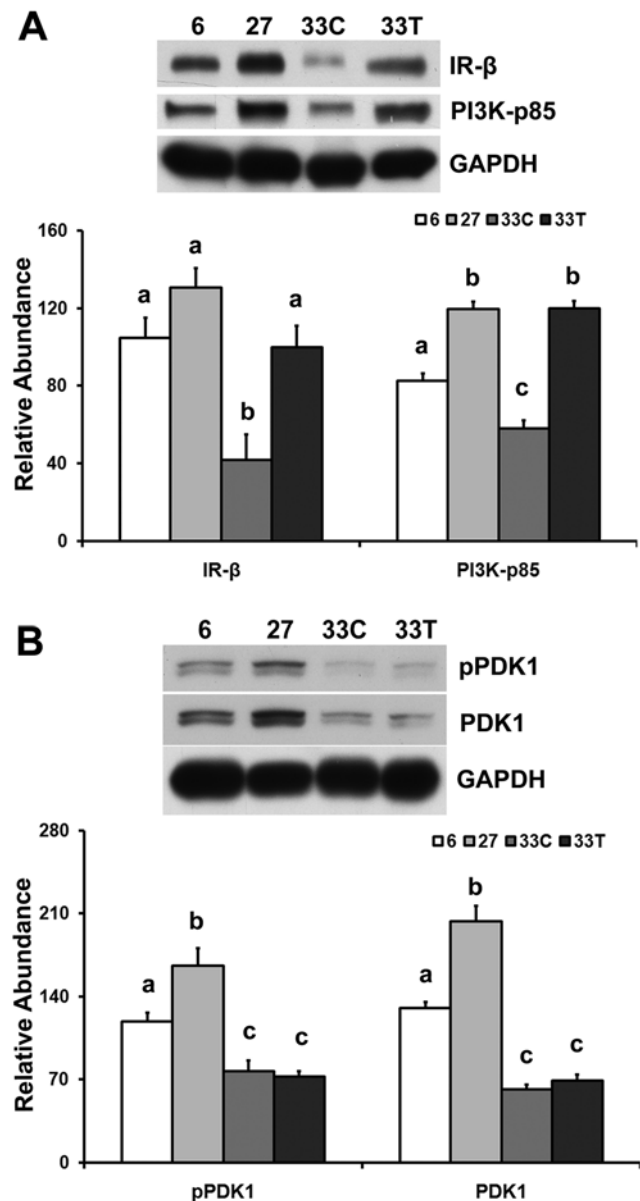 A
6 27 33C 33T
IR-β
PI3K-p85
GAPDH
6 27 33C 33T
160
120
80
40
0
Relative Abundance
a a b a
a b c b
IR-β PI3K-p85
B
6 27 33C 33T
pPDK1
PDK1
GAPDH
6 27 33C 33T
280
210
140
70
0
Relative Abundance
a b c c
a b c c
pPDK1 PDK1